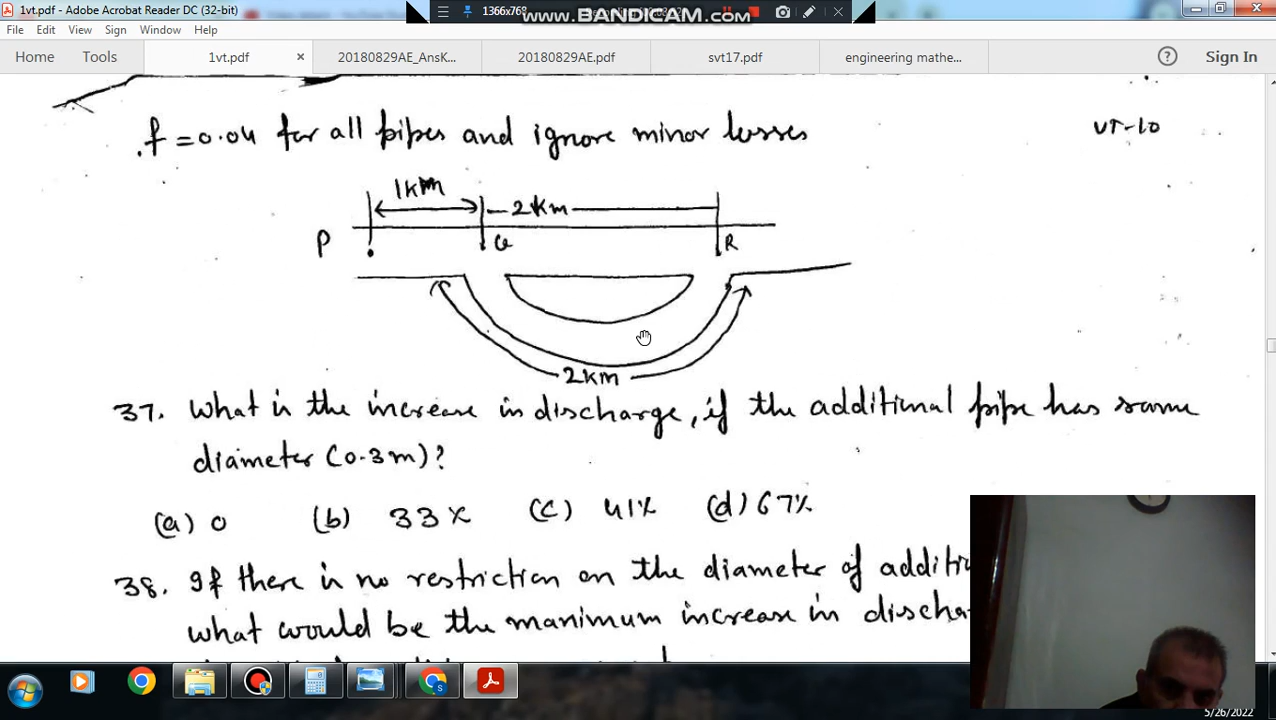 1vt.pdf - Adobe Acrobat Reader DC (32-bit)
1366x768
www.BANDICAM.com
File Edit View Sign Window Help
Home Tools 1vt.pdf × 20180829AE_AnsK... 20180829AE.pdf svt17.pdf engineering mathe... Sign In
f = 0.04 for all pipes and ignore minor losses
VT-10
1km
2km
P
R
2km
37. What is the increase in discharge, if the additional pipe has same
diameter (0.3m)?
(a) 0 (b) 33% (c) 41% (d) 67%
38. If there is no restriction on the diameter of additi
what would be the maximum increase in discha
5/26/2022